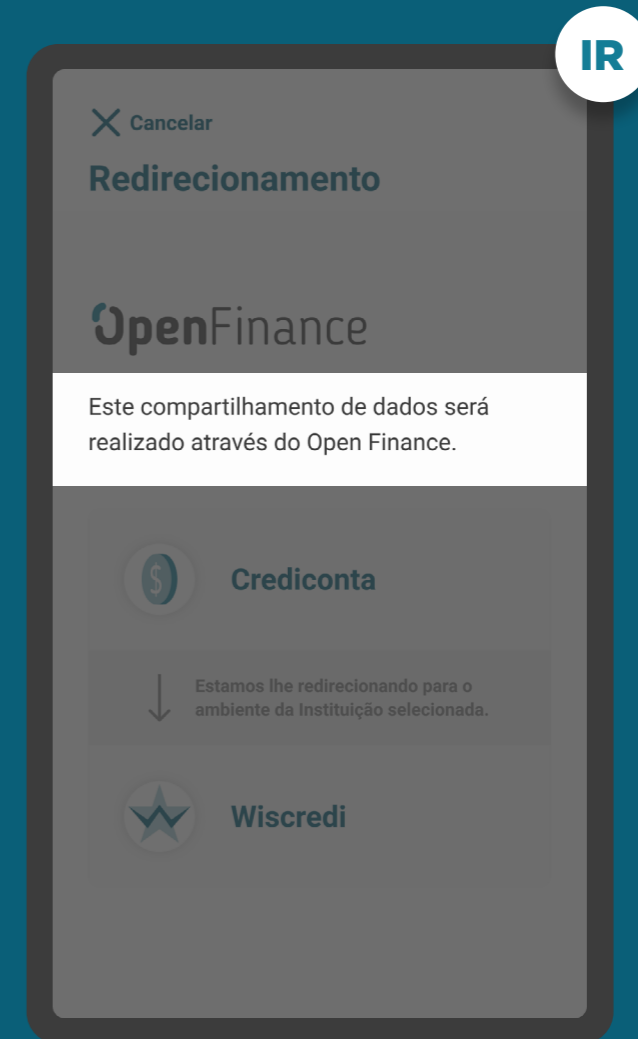 IR
Cancelar
Redirecionamento
OpenFinance
Este compartilhamento de dados será
realizado através do Open Finance.
$
Crediconta
Estamos lhe redirecionando para o
ambiente da Instituição selecionada.
Wiscredi